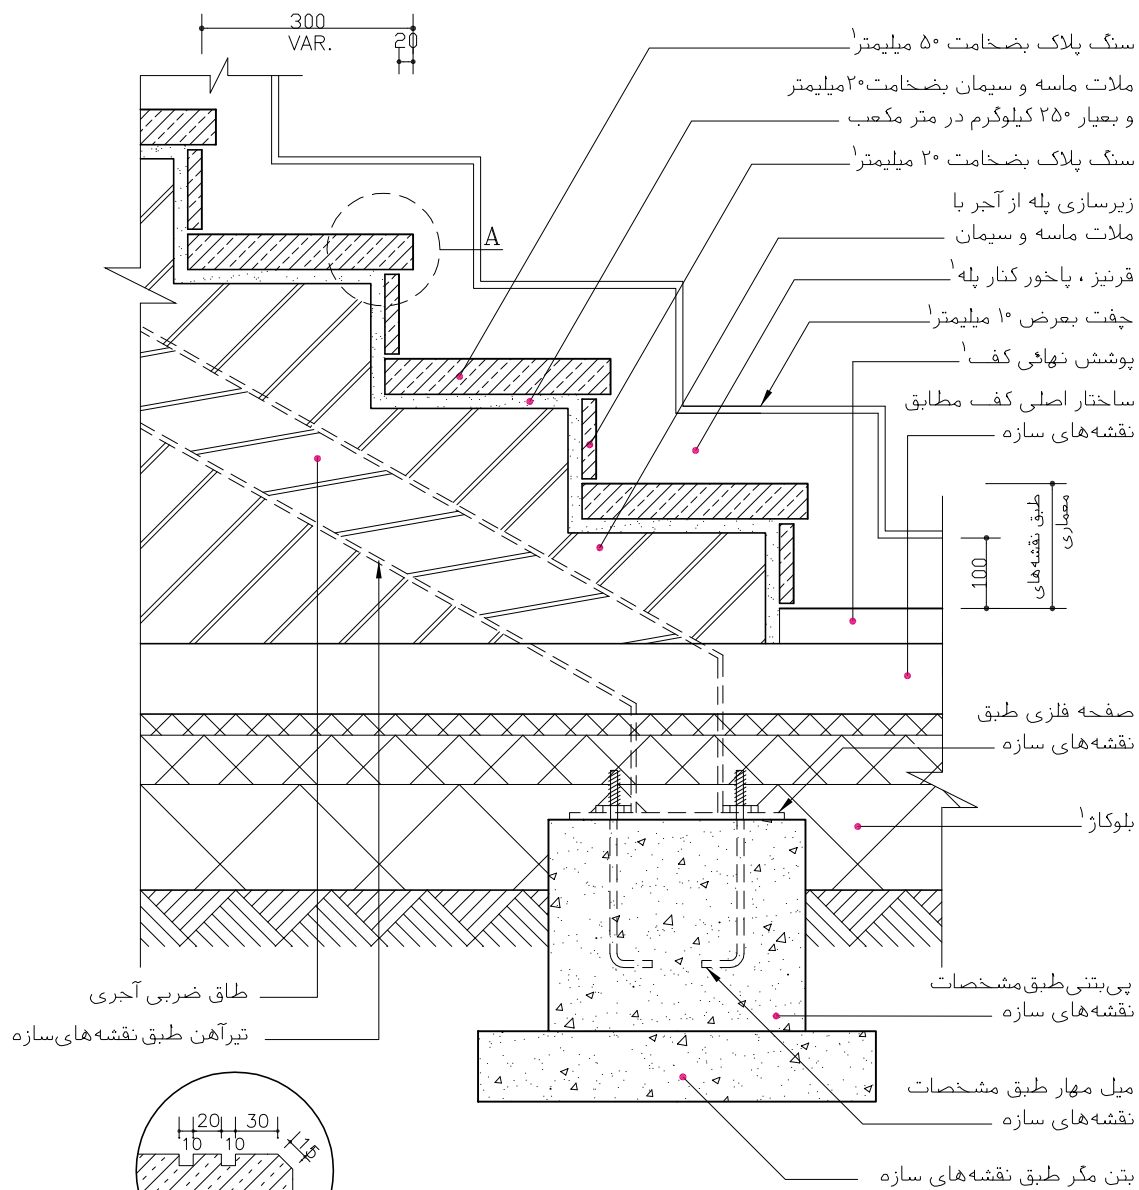 300
VAR.
20
سنگ پلاک بضخامت ۵۰ میلیمتر۱
ملات ماسه و سیمان بضخامت۲۰میلیمتر
و بعیار ۲۵۰ کیلوگرم در متر مکعب
سنگ پلاک بضخامت ۲۰ میلیمتر۱
زیرسازی پله از آجر با
ملات ماسه و سیمان
A
قرنیز ، پاخور کنار پله۱
چفت بعرض ۱۰ میلیمتر۱
پوشش نهائی کف۱
ساختار اصلی کف مطابق
نقشه‌های سازه
طبق نقشه‌های
معماری
100
صفحه فلزی طبق
نقشه‌های سازه
بلوکاژ۱
طاق ضربی آجری
تیرآهن طبق نقشه‌های سازه
پی‌بتنی طبق مشخصات
نقشه‌های سازه
میل مهار طبق مشخصات
نقشه‌های سازه
بتن مگر طبق نقشه‌های سازه
20 30
10 10 15